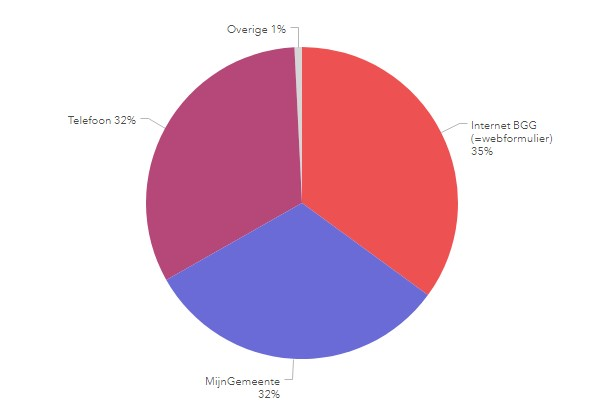 Overige 1%
Telefoon 32%
Internet BGG
(=webformulier)
35%
MijnGemeente
32%